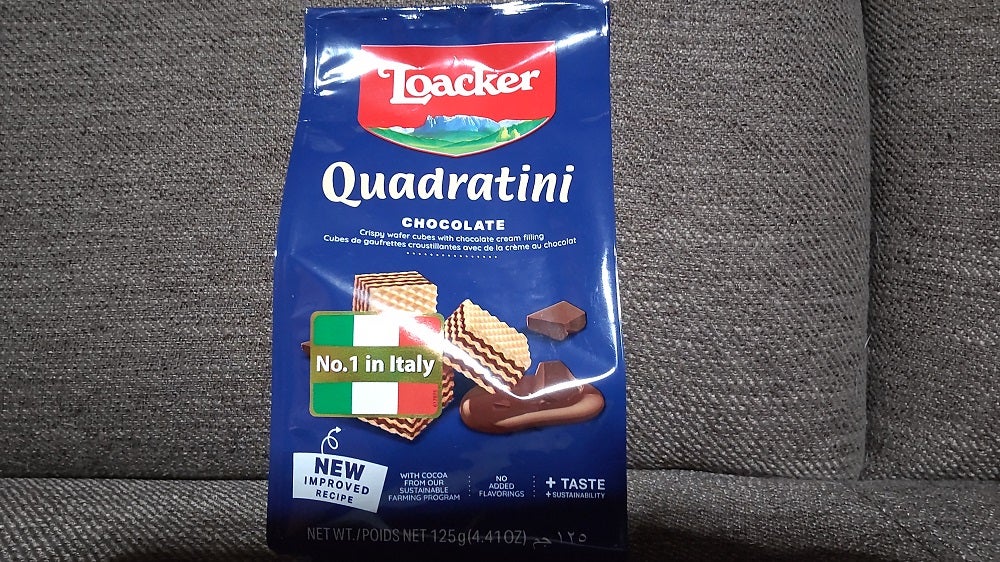 Loacker
Quadratini
CHOCOLATE
Crispy wafer cubes with chocolate cream filling
Cubes de gaufrettes croustillantes avec de la crème au chocolat
No.1 in Italy
NEW
IMPROVED
RECIPE
WITH COCOA
FROM OUR
SUSTAINABLE
FARMING PROGRAM
NO
ADDED
FLAVORINGS
+ TASTE
+ SUSTAINABILITY
NET WT./POIDS NET 125g(4.41OZ) ١٢٥